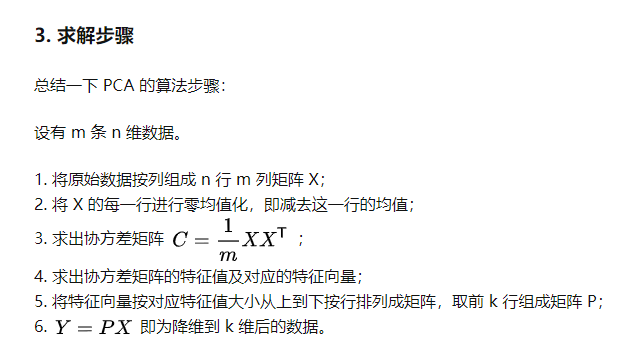 3. 求解步骤
总结一下 PCA 的算法步骤：
设有 m 条 n 维数据。
1. 将原始数据按列组成 n 行 m 列矩阵 X；
2. 将 X 的每一行进行零均值化，即减去这一行的均值；
3. 求出协方差矩阵 C = \frac{1}{m}XX^T ；
4. 求出协方差矩阵的特征值及对应的特征向量；
5. 将特征向量按对应特征值大小从上到下按行排列成矩阵，取前 k 行组成矩阵 P；
6. Y = PX 即为降维到 k 维后的数据。